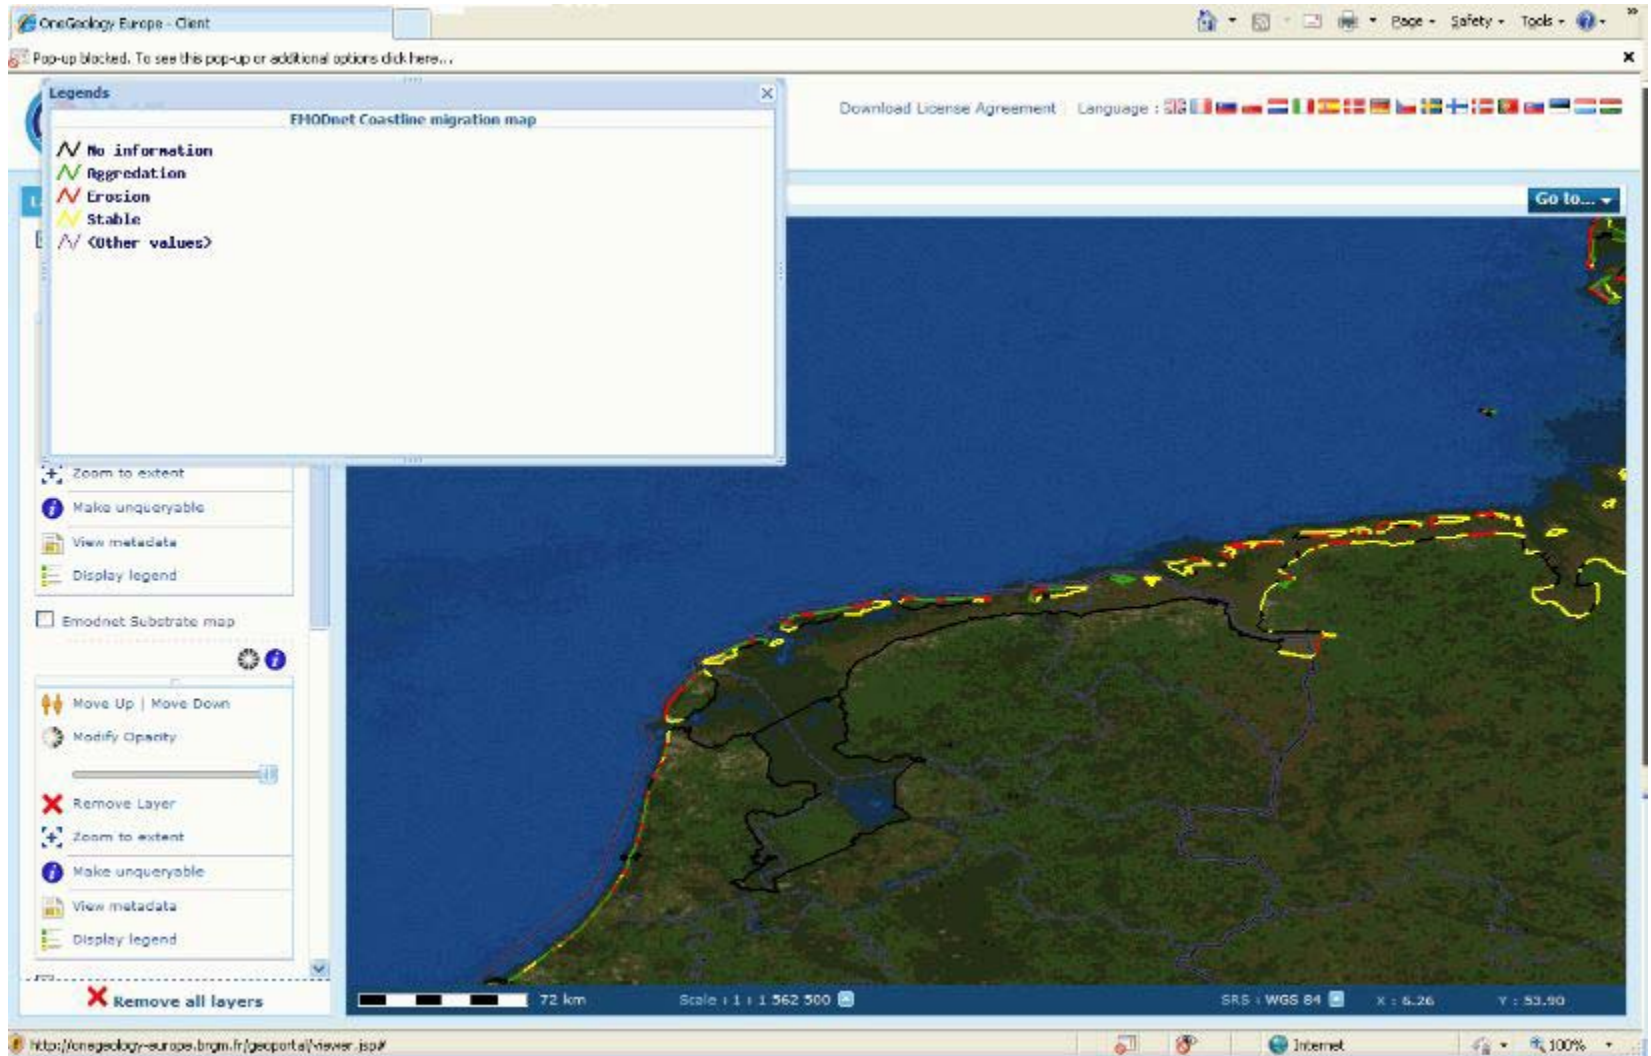 OneGeology Europe - Client
Page Safety Tools
Pop-up blocked. To see this pop-up or additional options click here...
Legends
EMODnet Coastline migration map
No information
Aggredation
Erosion
Stable
<Other values>
Download License Agreement | Language :
Go to...
Zoom to extent
Make unqueryable
View metadata
Display legend
Emodnet Substrate map
Move Up | Move Down
Modify Opacity
Remove Layer
Zoom to extent
Make unqueryable
View metadata
Display legend
Remove all layers
72 km
Scale : 1 : 1 562 500
SRS : WGS 84
X : 6.26
Y : 53.90
http://onegeology-europe.brgm.fr/geoportal/viewer.jsp#
Internet
100%